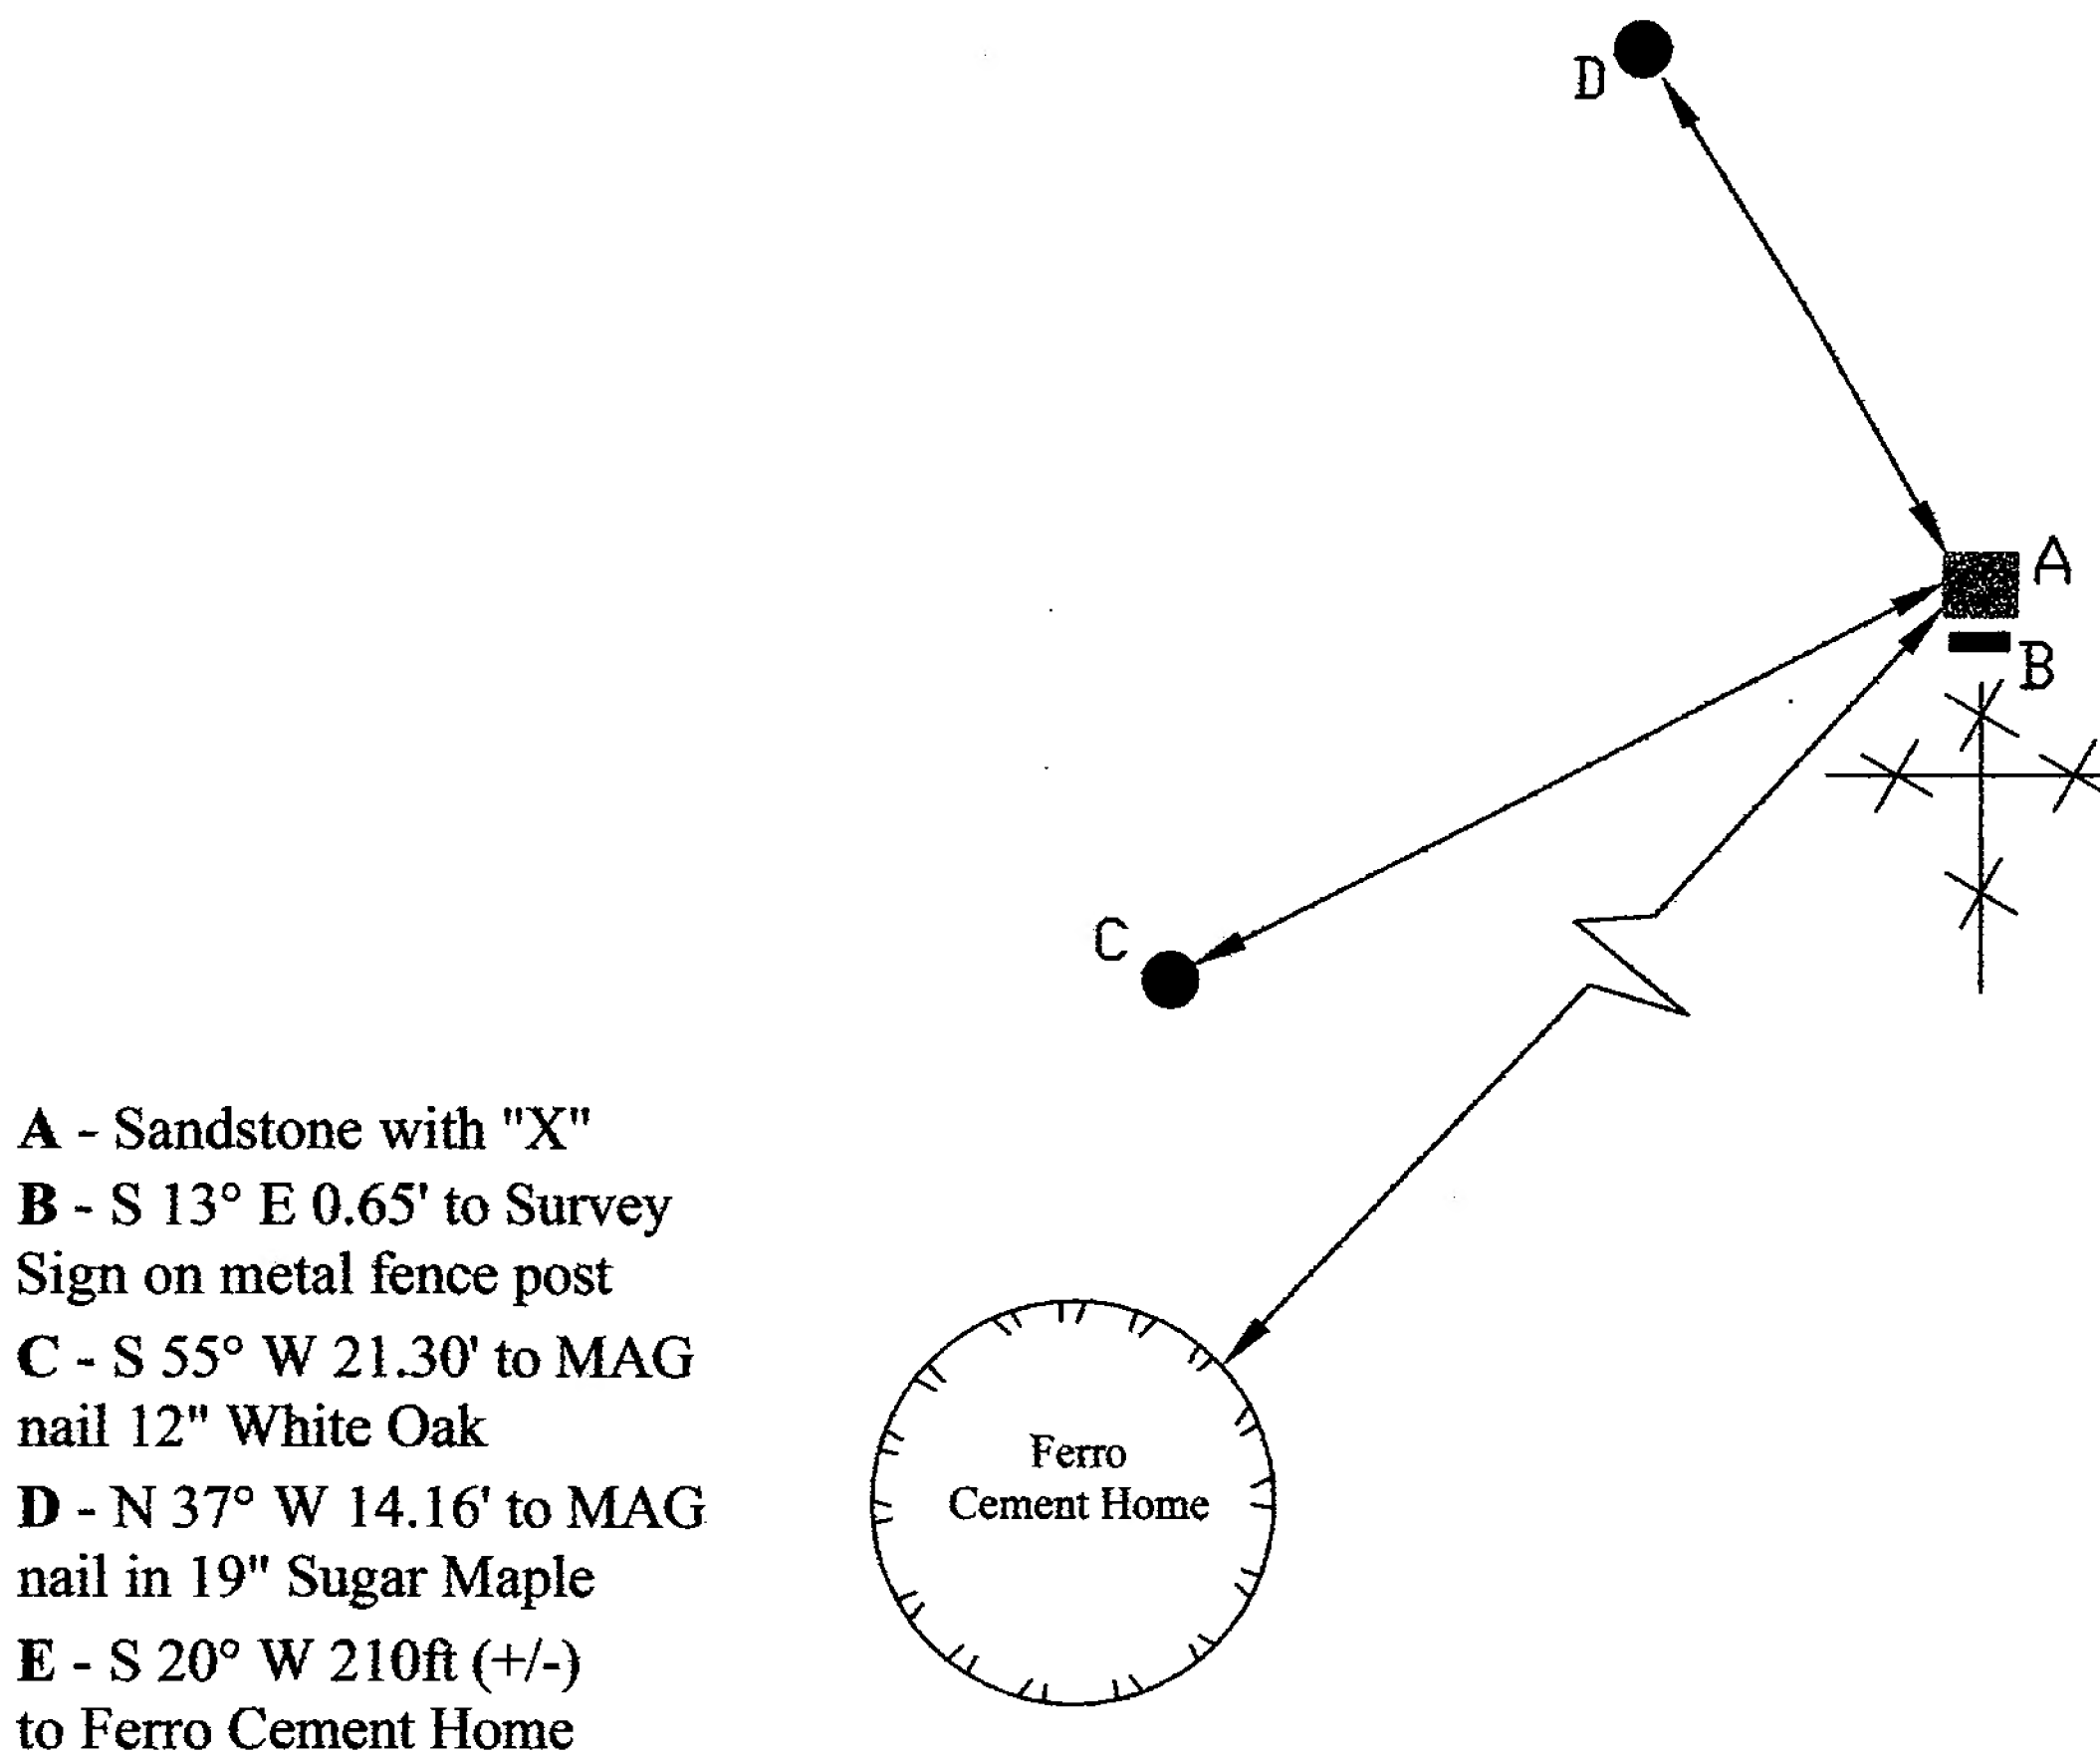 D
A
B
C
A - Sandstone with "X"
B - S 13° E 0.65' to Survey
Sign on metal fence post
C - S 55° W 21.30' to MAG
nail 12" White Oak
D - N 37° W 14.16' to MAG
nail in 19" Sugar Maple
E - S 20° W 210ft (+/-)
to Ferro Cement Home
Ferro
Cement Home